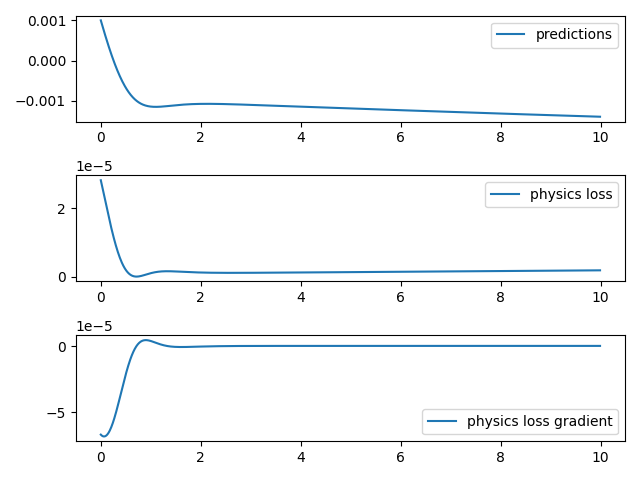 0.001
0.000
−0.001
predictions
0 2 4 6 8 10
1e−5
2
0
physics loss
0 2 4 6 8 10
1e−5
0
−5
physics loss gradient
0 2 4 6 8 10